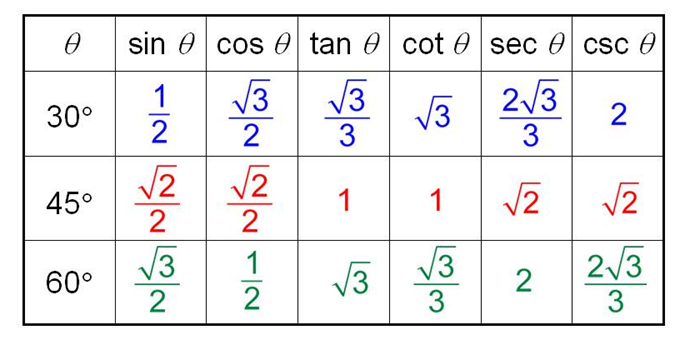 θ sin θ cos θ tan θ cot θ sec θ csc θ
30° 1/2 √3/2 √3/3 √3 2√3/3 2
45° √2/2 √2/2 1 1 √2 √2
60° √3/2 1/2 √3 √3/3 2 2√3/3